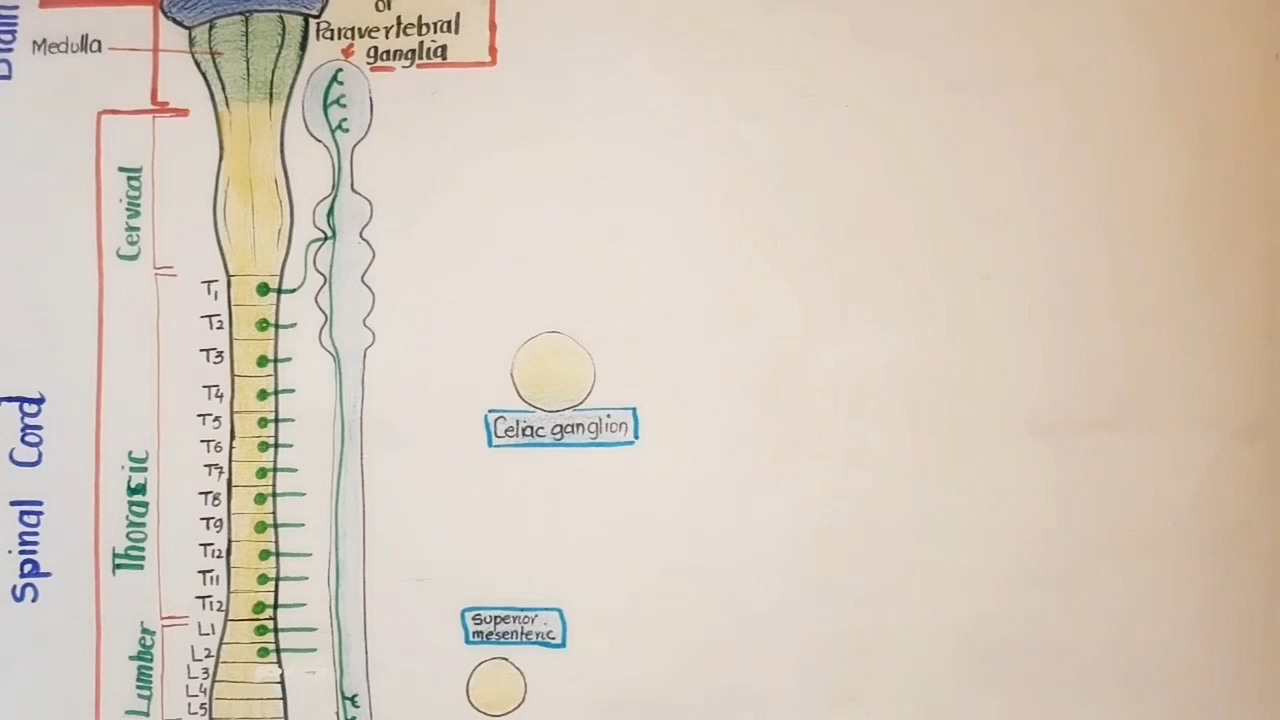 Brain
or
Paravertebral
ganglia
Medulla
Cervical
T1
T2
T3
T4
T5
T6
T7
T8
T9
T12
T11
T12
L1
L2
L3
L4
L5
Thoracic
Lumber
Spinal Cord
Celiac ganglion
Superior.
mesenteric